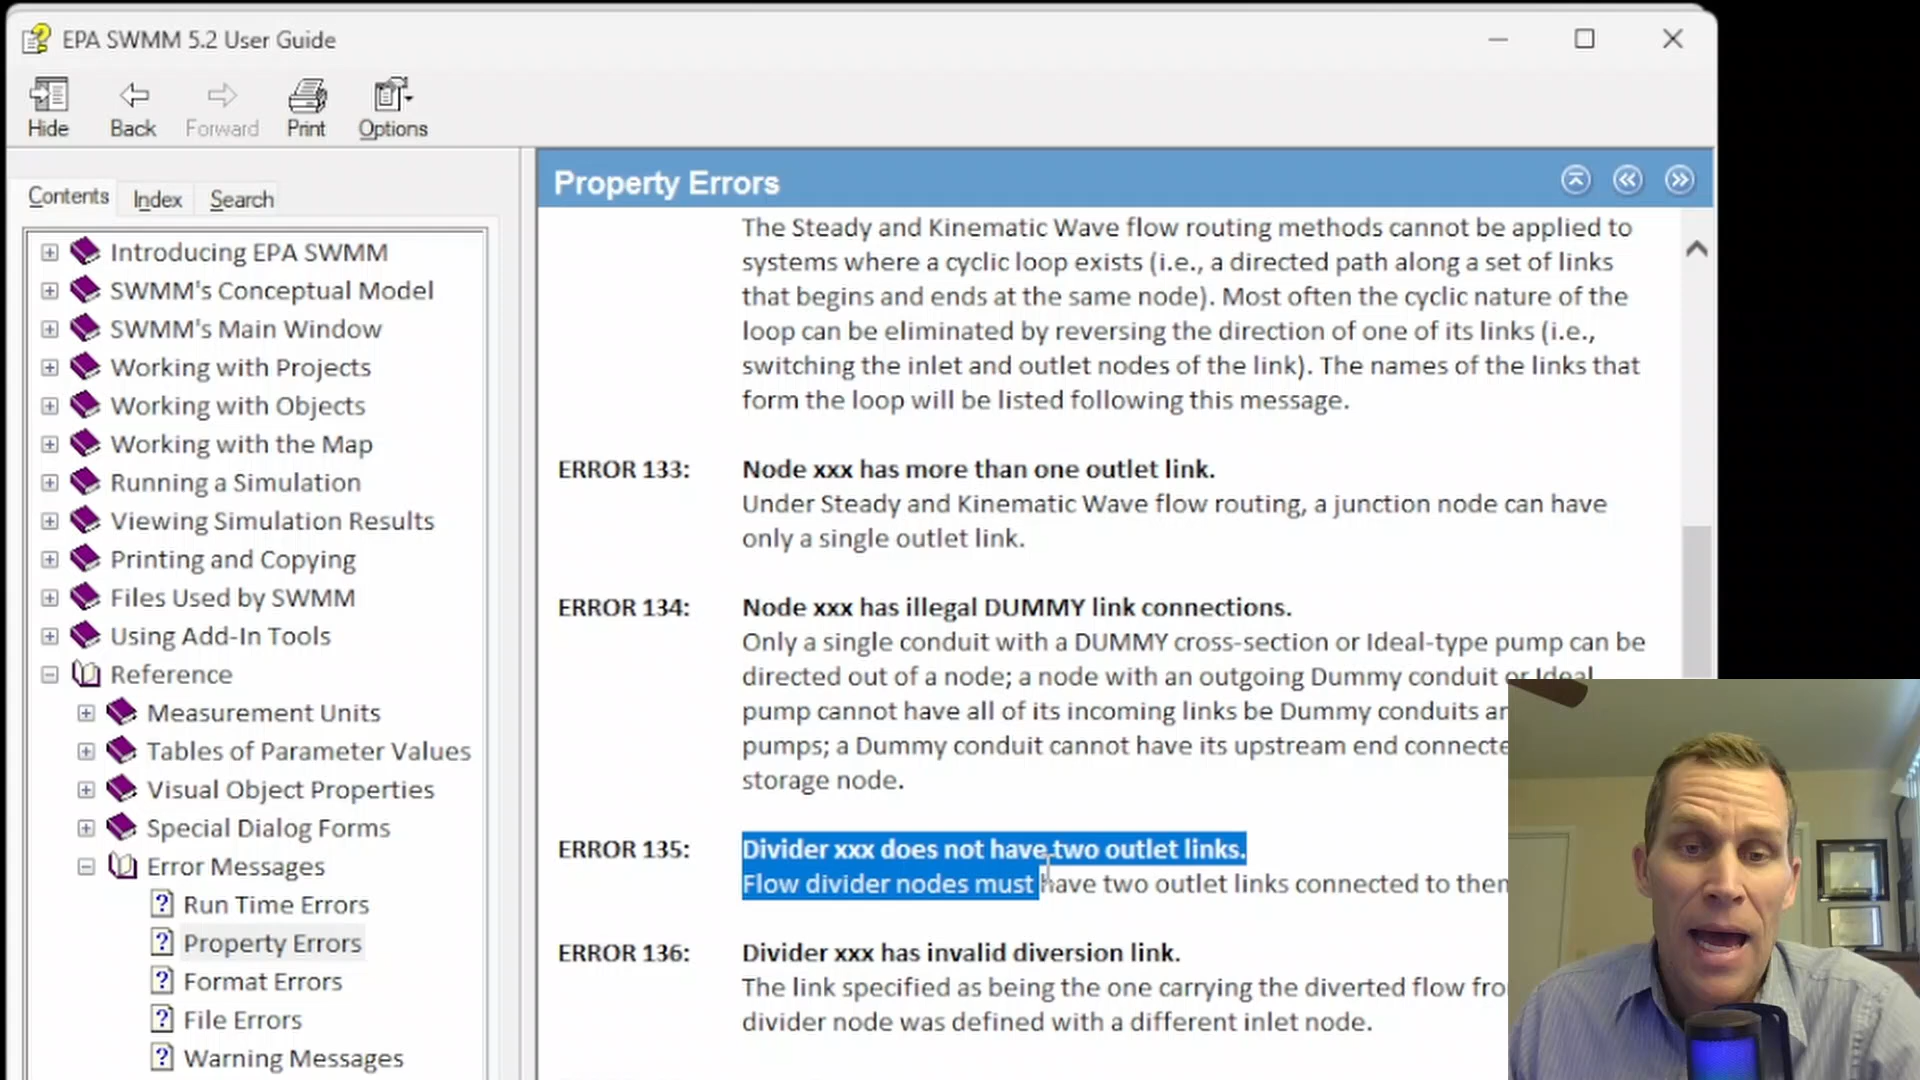 EPA SWMM 5.2 User Guide
Hide
Back
Forward
Print
Options
Contents
Index
Search
Introducing EPA SWMM
SWMM's Conceptual Model
SWMM's Main Window
Working with Projects
Working with Objects
Working with the Map
Running a Simulation
Viewing Simulation Results
Printing and Copying
Files Used by SWMM
Using Add-In Tools
Reference
Measurement Units
Tables of Parameter Values
Visual Object Properties
Special Dialog Forms
Error Messages
Run Time Errors
Property Errors
Format Errors
File Errors
Warning Messages
Property Errors
The Steady and Kinematic Wave flow routing methods cannot be applied to
systems where a cyclic loop exists (i.e., a directed path along a set of links
that begins and ends at the same node). Most often the cyclic nature of the
loop can be eliminated by reversing the direction of one of its links (i.e.,
switching the inlet and outlet nodes of the link). The names of the links that
form the loop will be listed following this message.
ERROR 133: Node xxx has more than one outlet link.
Under Steady and Kinematic Wave flow routing, a junction node can have
only a single outlet link.
ERROR 134: Node xxx has illegal DUMMY link connections.
Only a single conduit with a DUMMY cross-section or Ideal-type pump can be
directed out of a node; a node with an outgoing Dummy conduit or Ideal
pump cannot have all of its incoming links be Dummy conduits
pumps; a Dummy conduit cannot have its upstream end
storage node.
ERROR 135: Divider xxx does not have two outlet links.
Flow divider nodes must have two outlet links connected to
ERROR 136: Divider xxx has invalid diversion link.
The link specified as being the one carrying the diverted flow
divider node was defined with a different inlet node.